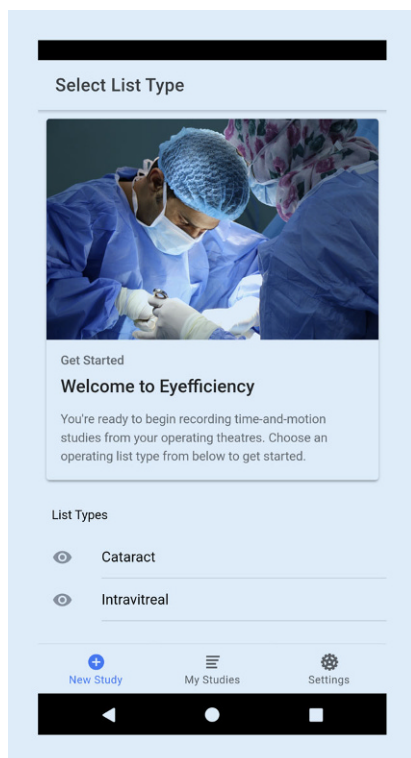 Select List Type
Get Started
Welcome to Eyefficiency
You're ready to begin recording time-and-motion
studies from your operating theatres. Choose an
operating list type from below to get started.
List Types
Cataract
Intravitreal
New Study
My Studies
Settings